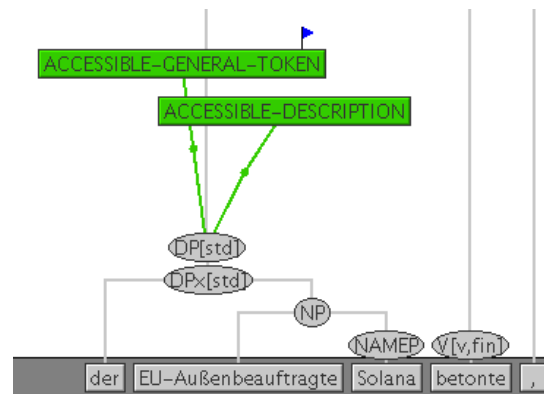 ACCESSIBLE-GENERAL-TOKEN
ACCESSIBLE-DESCRIPTION
DP[std]
DPx[std]
NP
NAMEP V[v,fin]
der EU-Außenbeauftragte Solana betonte ,